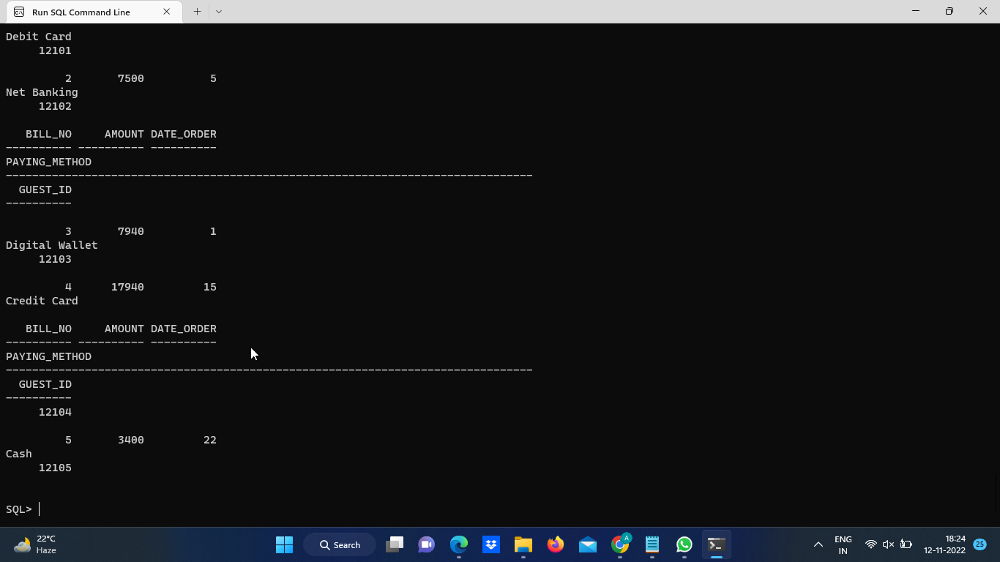 Run SQL Command Line
Debit Card
12101
2 7500 5
Net Banking
12102
BILL_NO AMOUNT DATE_ORDER
---------- ---------- ----------
PAYING_METHOD
--------------------------------------------------------------------------------
GUEST_ID
----------
3 7940 1
Digital Wallet
12103
4 17940 15
Credit Card
BILL_NO AMOUNT DATE_ORDER
---------- ---------- ----------
PAYING_METHOD
--------------------------------------------------------------------------------
GUEST_ID
----------
12104
5 3400 22
Cash
12105
SQL>
22°C
Haze
Search
A
ENG
IN
18:24
12-11-2022
25